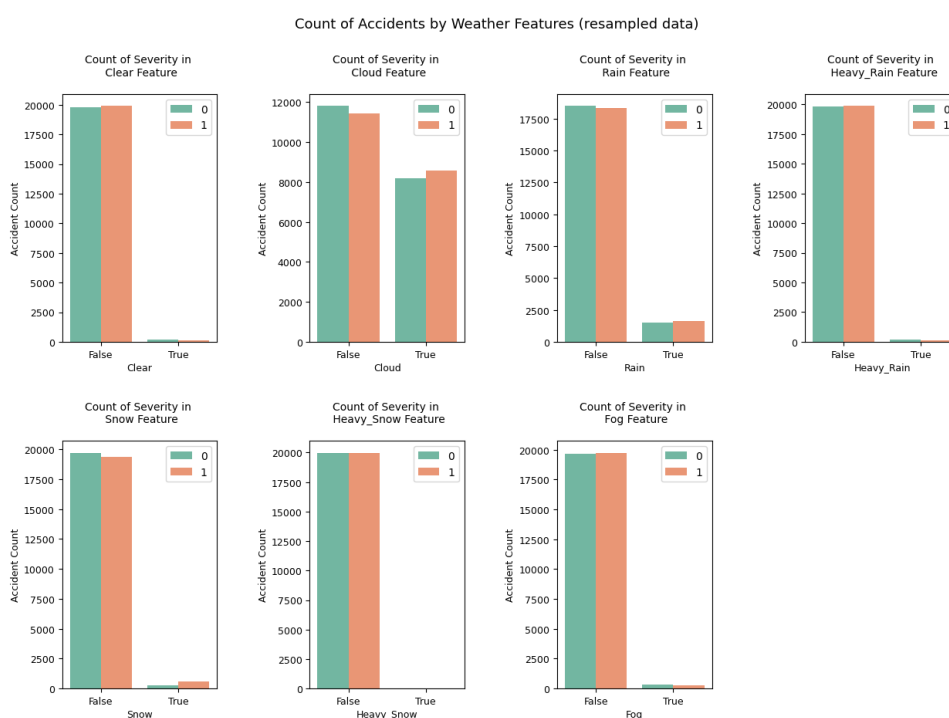 Count of Accidents by Weather Features (resampled data)
Count of Severity in
Clear Feature
20000
17500
15000
12500
10000
7500
5000
2500
0
Accident Count
0
1
False
True
Clear
Count of Severity in
Cloud Feature
12000
10000
8000
6000
4000
2000
0
Accident Count
0
1
False
True
Cloud
Count of Severity in
Rain Feature
17500
15000
12500
10000
7500
5000
2500
0
Accident Count
0
1
False
True
Rain
Count of Severity in
Heavy_Rain Feature
20000
17500
15000
12500
10000
7500
5000
2500
0
Accident Count
0
1
False
True
Heavy_Rain
Count of Severity in
Snow Feature
20000
17500
15000
12500
10000
7500
5000
2500
0
Accident Count
0
1
False
True
Snow
Count of Severity in
Heavy_Snow Feature
20000
17500
15000
12500
10000
7500
5000
2500
0
Accident Count
0
1
False
True
Heavy_Snow
Count of Severity in
Fog Feature
20000
17500
15000
12500
10000
7500
5000
2500
0
Accident Count
0
1
False
True
Fog